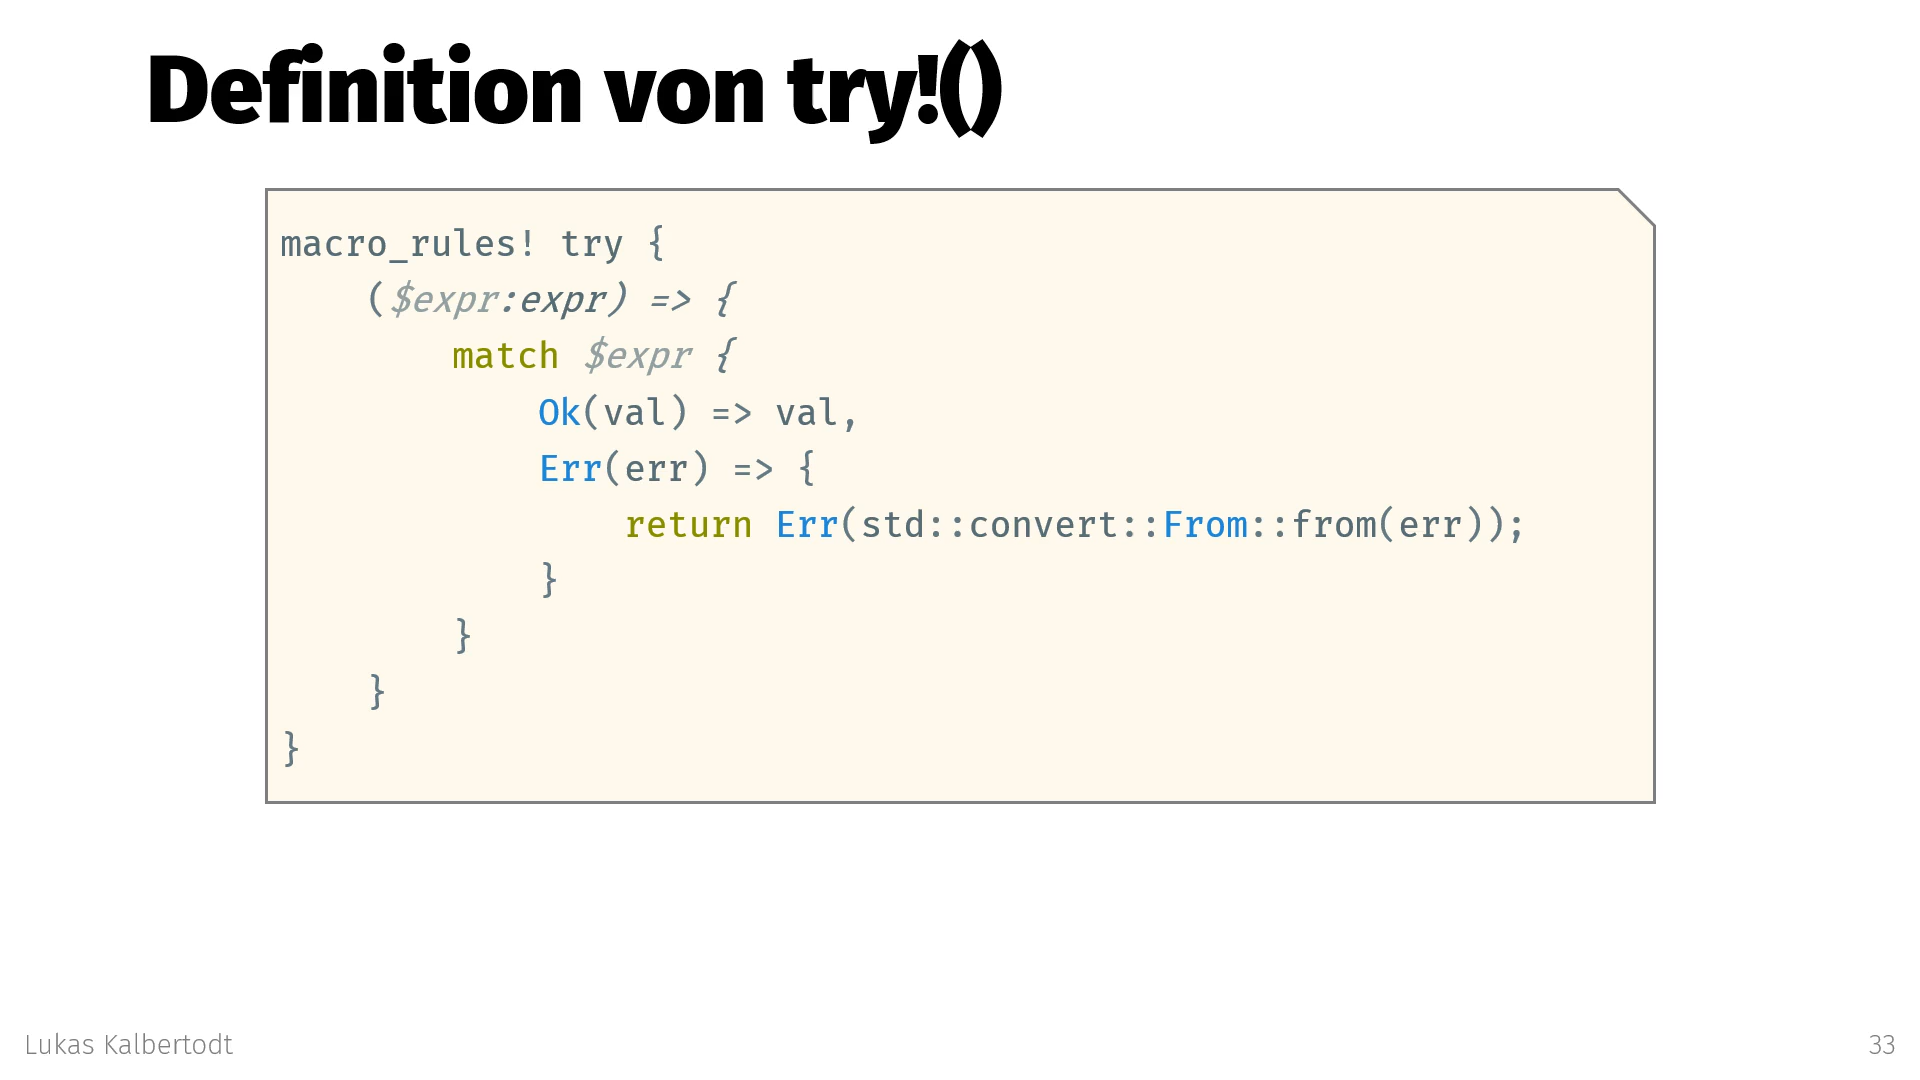 Definition von try!()
macro_rules! try {
    ($expr:expr) => {
        match $expr {
            Ok(val) => val,
            Err(err) => {
                return Err(std::convert::From::from(err));
            }
        }
    }
}
Lukas Kalbertodt
33